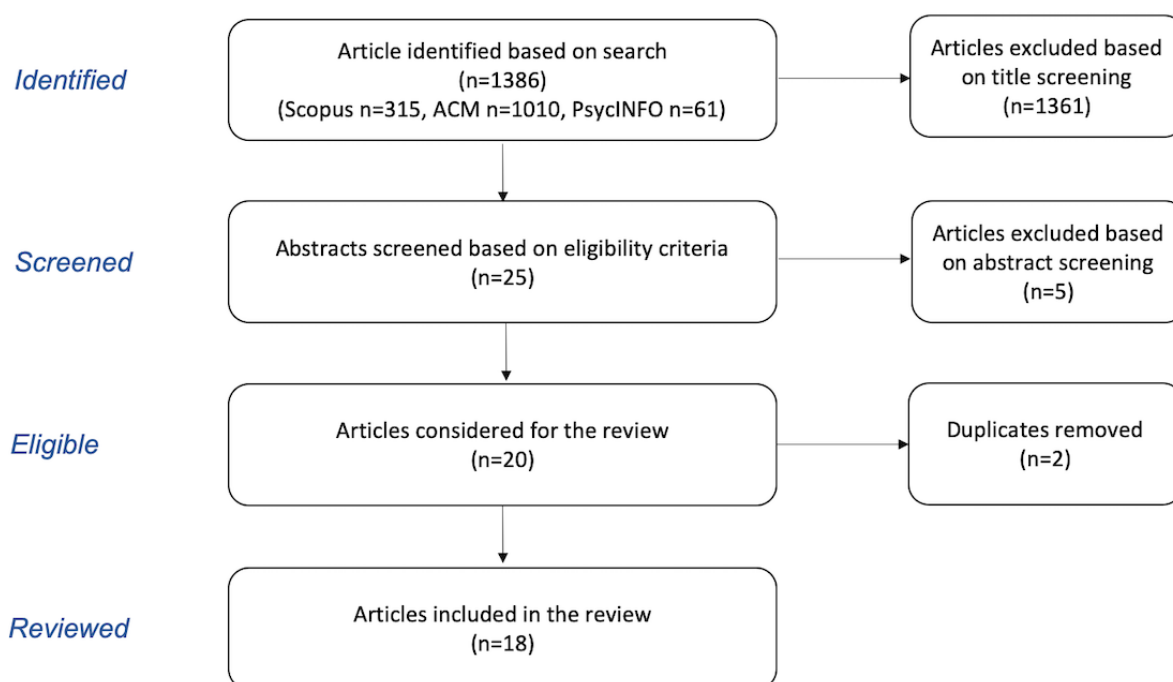 Identified
Article identified based on search
(n=1386)
(Scopus n=315, ACM n=1010, PsycINFO n=61)
Articles excluded based
on title screening
(n=1361)
Screened
Abstracts screened based on eligibility criteria
(n=25)
Articles excluded based
on abstract screening
(n=5)
Eligible
Articles considered for the review
(n=20)
Duplicates removed
(n=2)
Reviewed
Articles included in the review
(n=18)